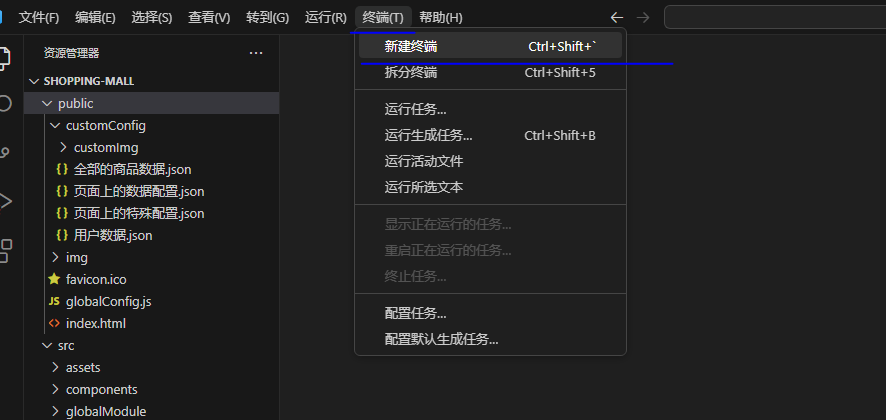 文件(F) 编辑(E) 选择(S) 查看(V) 转到(G) 运行(R) 终端(T) 帮助(H)
资源管理器
SHOPPING-MALL
public
customConfig
customImg
全部的商品数据.json
页面上的数据配置.json
页面上的特殊配置.json
用户数据.json
img
favicon.ico
JS globalConfig.js
index.html
src
assets
components
globalModule
新建终端 Ctrl+Shift+`
拆分终端 Ctrl+Shift+5
运行任务...
运行生成任务... Ctrl+Shift+B
运行活动文件
运行所选文本
显示正在运行的任务...
重启正在运行的任务...
终止任务...
配置任务...
配置默认生成任务...